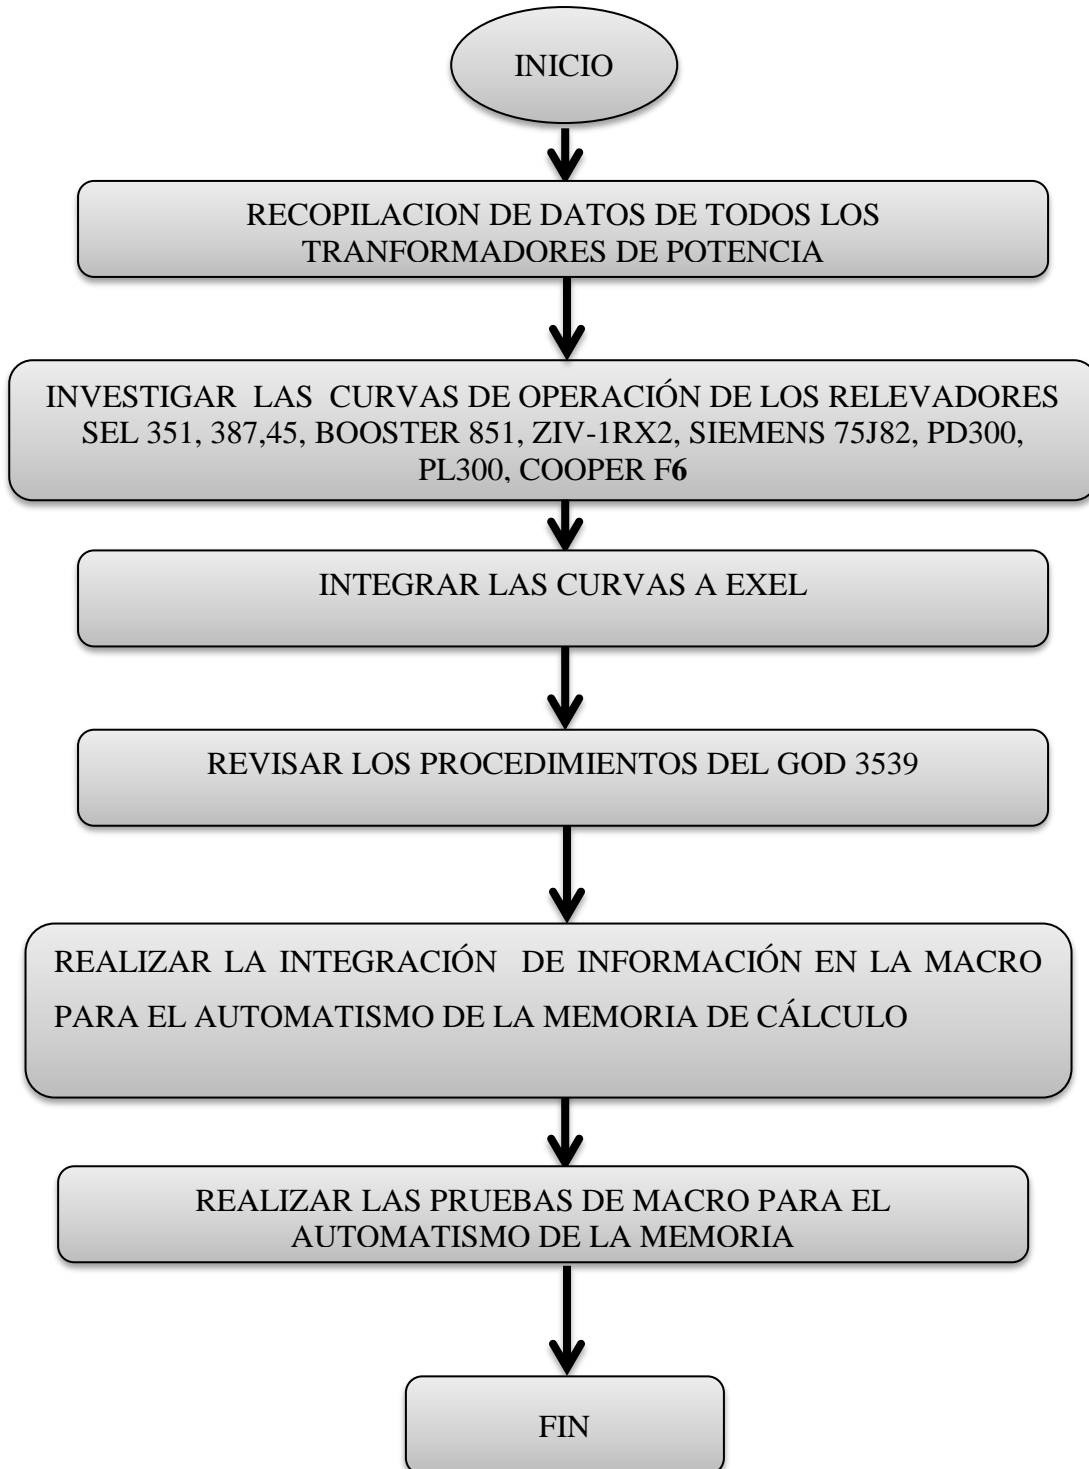 INICIO
RECOPILACION DE DATOS DE TODOS LOS
TRANFORMADORES DE POTENCIA
INVESTIGAR LAS CURVAS DE OPERACIÓN DE LOS RELEVADORES
SEL 351, 387,45, BOOSTER 851, ZIV-1RX2, SIEMENS 75J82, PD300,
PL300, COOPER F6
INTEGRAR LAS CURVAS A EXEL
REVISAR LOS PROCEDIMIENTOS DEL GOD 3539
REALIZAR LA INTEGRACIÓN DE INFORMACIÓN EN LA MACRO
PARA EL AUTOMATISMO DE LA MEMORIA DE CÁLCULO
REALIZAR LAS PRUEBAS DE MACRO PARA EL
AUTOMATISMO DE LA MEMORIA
FIN